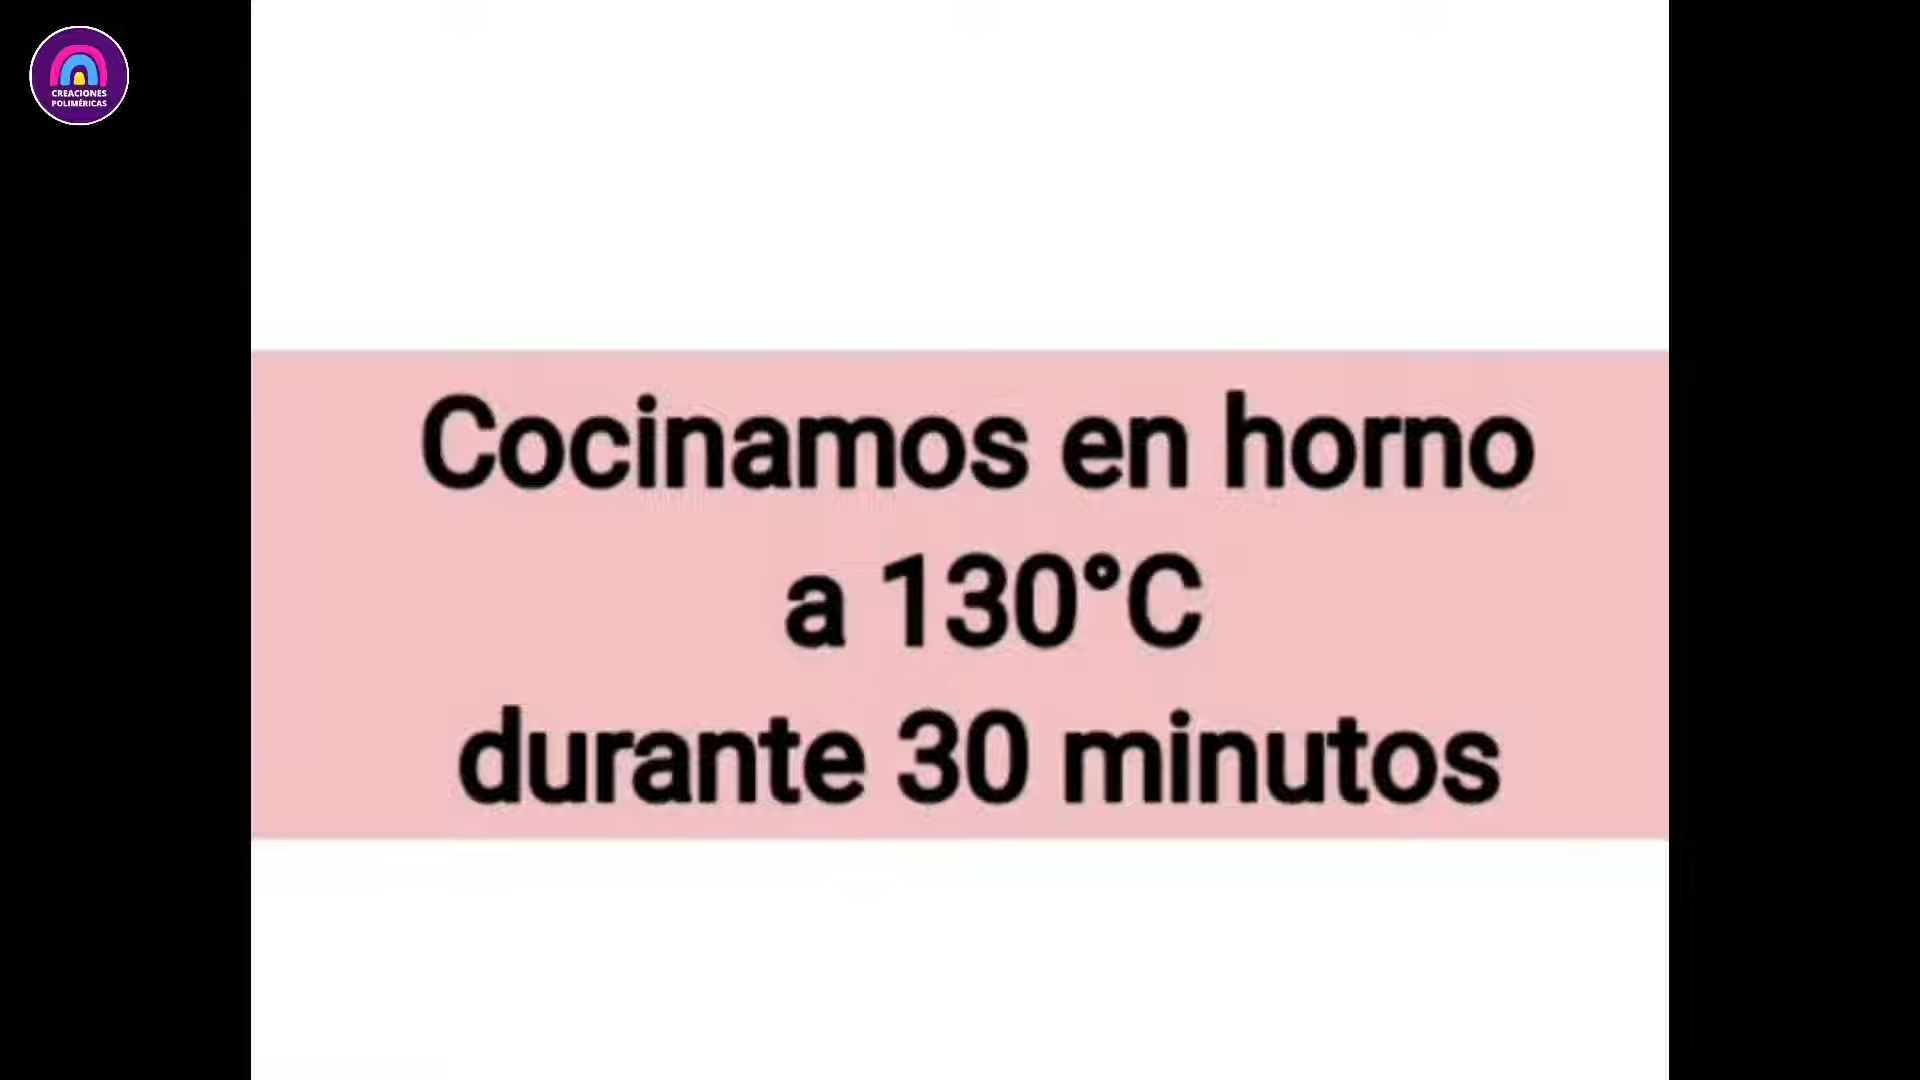 CREACIONES
POLIMÉRICAS
Cocinamos en horno
a 130°C
durante 30 minutos